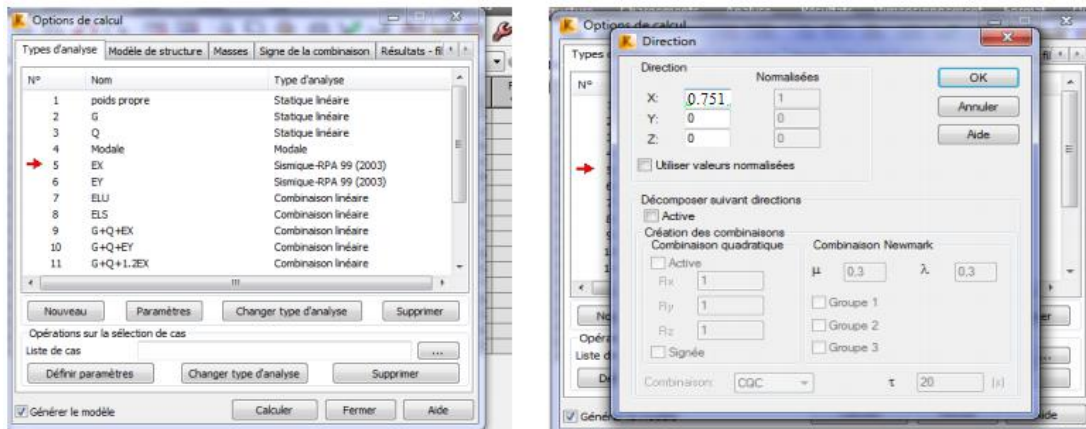 Options de calcul
Types d'analyse Modèle de structure Masses Signe de la combinaison Résultats - fil
N° Nom Type d'analyse
1 poids propre Statique linéaire
2 G Statique linéaire
3 Q Statique linéaire
4 Modale Modale
5 EX Sismique-RPA 99 (2003)
6 EY Sismique-RPA 99 (2003)
7 ELU Combinaison linéaire
8 ELS Combinaison linéaire
9 G+Q+EX Combinaison linéaire
10 G+Q+EY Combinaison linéaire
11 G+Q+1.2EX Combinaison linéaire
Nouveau Paramètres Changer type d'analyse Supprimer
Opérations sur la sélection de cas
Liste de cas ...
Définir paramètres Changer type d'analyse Supprimer
Générer le modèle Calculer Fermer Aide
Direction
Direction
Normalisées
X: 0.751 1
Y: 0 0
Z: 0 0
Utiliser valeurs normalisées
OK
Annuler
Aide
Décomposer suivant directions
Active
Création des combinaisons
Combinaison quadratique
Active
Rx 1
Ry 1
Rz 1
Signée
Combinaison Newmark
μ 0,3 λ 0,3
Groupe 1
Groupe 2
Groupe 3
Combinaison: CQC τ 20 [s]